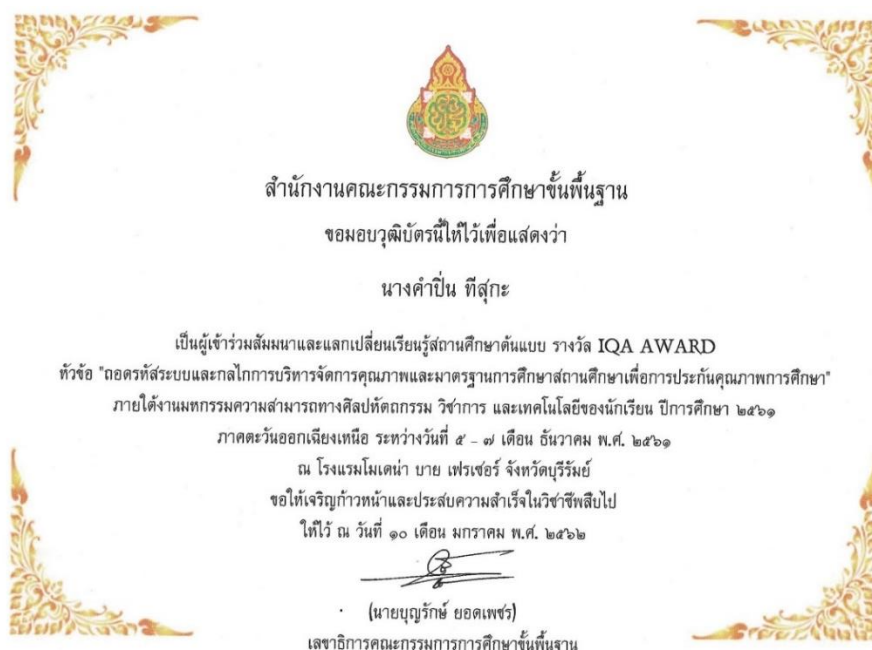 สำนักงานคณะกรรมการการศึกษาขั้นพื้นฐาน
ขอมอบวุฒิบัตรนี้ให้ไว้เพื่อแสดงว่า
นางคำปิ่น ทีสุกะ
เป็นผู้เข้าร่วมสัมมนาและแลกเปลี่ยนเรียนรู้สถานศึกษาต้นแบบ รางวัล IQA AWARD
หัวข้อ "ถอดรหัสระบบและกลไกการบริหารจัดการคุณภาพและมาตรฐานการศึกษาสถานศึกษาเพื่อการประกันคุณภาพการศึกษา"
ภายใต้งานมหกรรมความสามารถทางศิลปหัตถกรรม วิชาการ และเทคโนโลยีของนักเรียน ปีการศึกษา ๒๕๖๑
ภาคตะวันออกเฉียงเหนือ ระหว่างวันที่ ๕ - ๗ เดือน ธันวาคม พ.ศ. ๒๕๖๑
ณ โรงแรมโมเดน่า บาย เฟรเซอร์ จังหวัดบุรีรัมย์
ขอให้เจริญก้าวหน้าและประสบความสำเร็จในวิชาชีพสืบไป
ให้ไว้ ณ วันที่ ๑๐ เดือน มกราคม พ.ศ. ๒๕๖๒
(นายบุญรักษ์ ยอดเพชร)
เลขาธิการคณะกรรมการการศึกษาขั้นพื้นฐาน